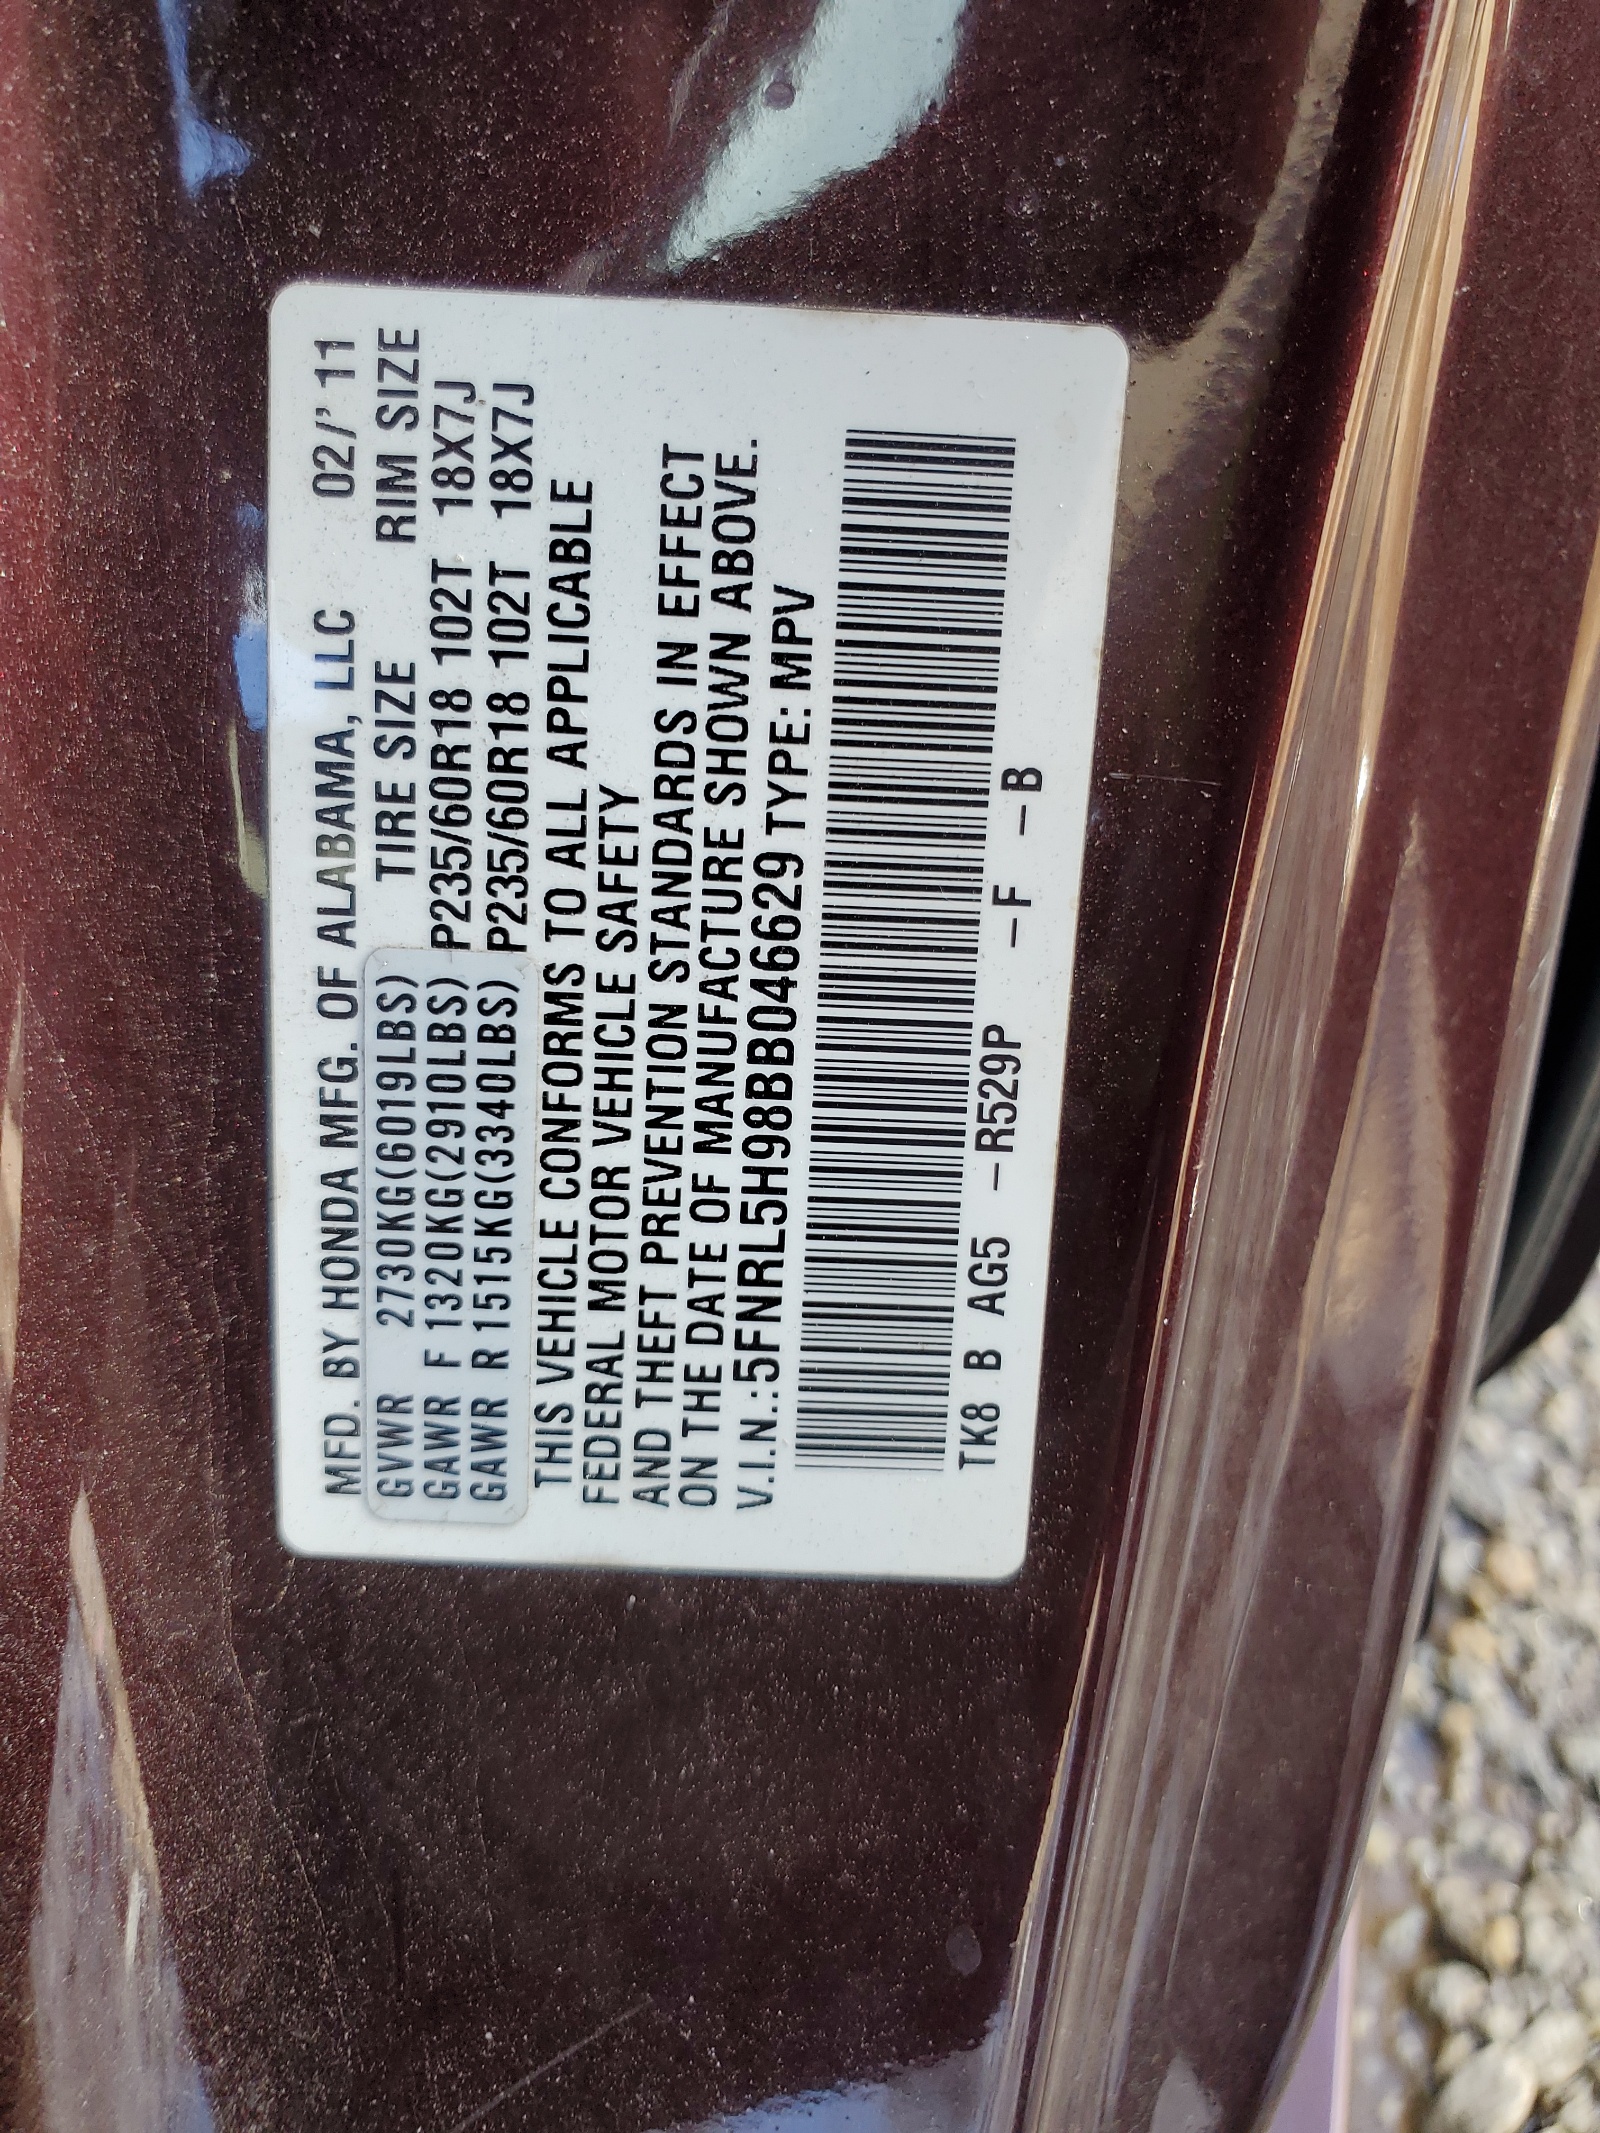 MFD. BY HONDA MFG. OF ALABAMA, LLC 02/' 11
GVWR 2730KG(6019LBS) TIRE SIZE RIM SIZE
GAWR F 1320KG(2910LBS) P235/60R18 102T 18X7J
GAWR R 1515KG(3340LBS) P235/60R18 102T 18X7J
THIS VEHICLE CONFORMS TO ALL APPLICABLE
FEDERAL MOTOR VEHICLE SAFETY
AND THEFT PREVENTION STANDARDS IN EFFECT
ON THE DATE OF MANUFACTURE SHOWN ABOVE.
V.I.N.:5FNRL5H98BB046629 TYPE: MPV
TK8 B AG5 –R529P –F –B